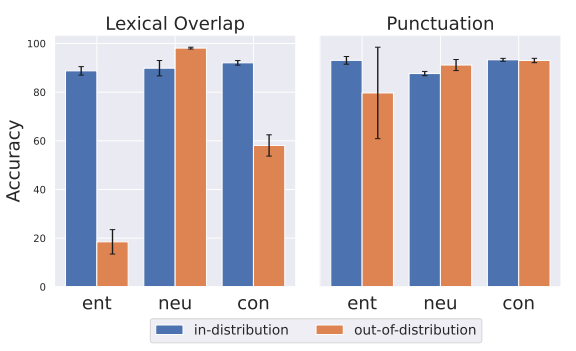 Lexical Overlap
Punctuation
Accuracy
100
80
60
40
20
0
ent neu con
ent neu con
in-distribution out-of-distribution